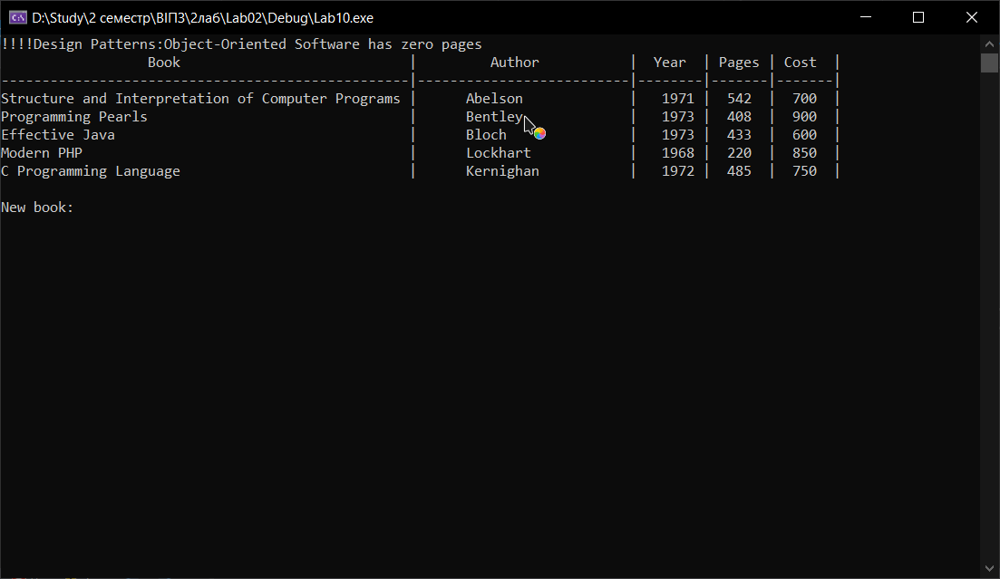 D:\Study\2 семестр\ВІПЗ\2лаб\Lab02\Debug\Lab10.exe
!!!!Design Patterns:Object-Oriented Software has zero pages
                  Book                            |         Author           |  Year  | Pages | Cost  |
--------------------------------------------------|--------------------------|--------|-------|-------|
Structure and Interpretation of Computer Programs |      Abelson             |   1971 |  542  |  700  |
Programming Pearls                                |      Bentley             |   1973 |  408  |  900  |
Effective Java                                    |      Bloch               |   1973 |  433  |  600  |
Modern PHP                                        |      Lockhart            |   1968 |  220  |  850  |
C Programming Language                            |      Kernighan           |   1972 |  485  |  750  |
New book: